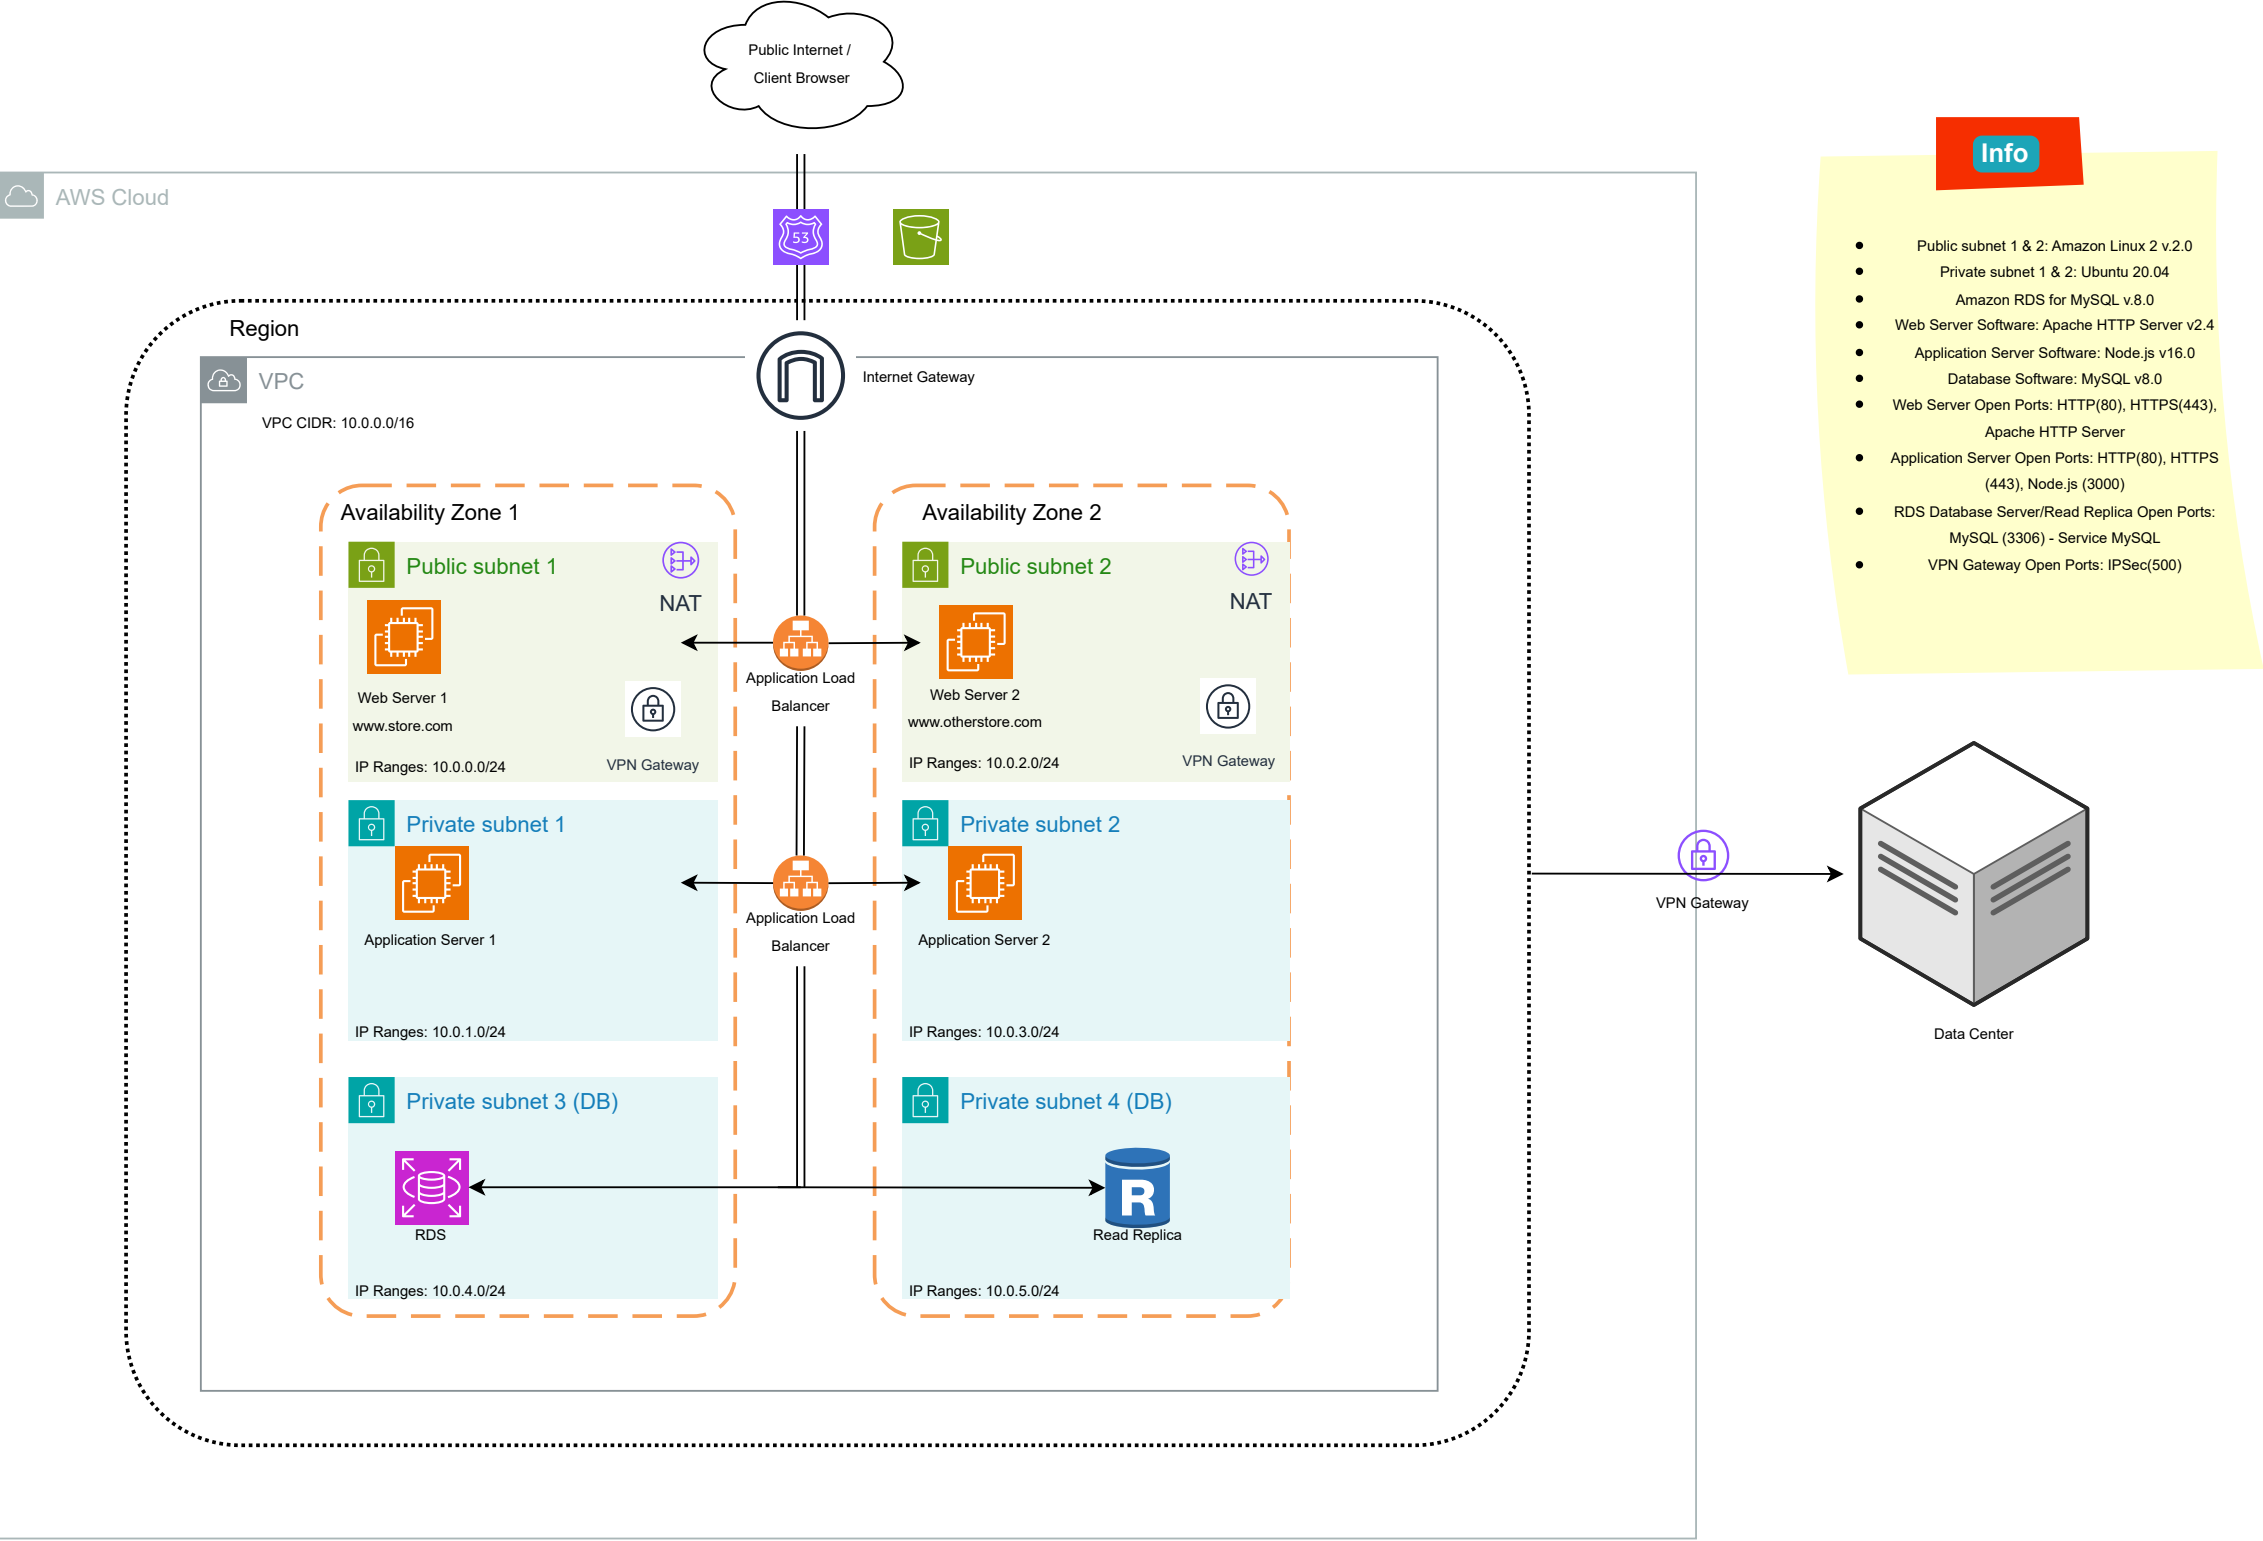 Public Internet /
Client Browser
AWS Cloud
53
Region
VPC
VPC CIDR: 10.0.0.0/16
Internet Gateway
Availability Zone 1
Public subnet 1
NAT
Web Server 1
www.store.com
IP Ranges: 10.0.0.0/24
VPN Gateway
Application Load
Balancer
Availability Zone 2
Public subnet 2
NAT
Web Server 2
www.otherstore.com
IP Ranges: 10.0.2.0/24
VPN Gateway
Private subnet 1
Application Server 1
IP Ranges: 10.0.1.0/24
Application Load
Balancer
Private subnet 2
Application Server 2
IP Ranges: 10.0.3.0/24
Private subnet 3 (DB)
RDS
IP Ranges: 10.0.4.0/24
Private subnet 4 (DB)
R
Read Replica
IP Ranges: 10.0.5.0/24
VPN Gateway
Data Center
Info
● Public subnet 1 & 2: Amazon Linux 2 v.2.0
● Private subnet 1 & 2: Ubuntu 20.04
● Amazon RDS for MySQL v.8.0
● Web Server Software: Apache HTTP Server v2.4
● Application Server Software: Node.js v16.0
● Database Software: MySQL v8.0
● Web Server Open Ports: HTTP(80), HTTPS(443),
Apache HTTP Server
● Application Server Open Ports: HTTP(80), HTTPS
(443), Node.js (3000)
● RDS Database Server/Read Replica Open Ports:
MySQL (3306) - Service MySQL
● VPN Gateway Open Ports: IPSec(500)